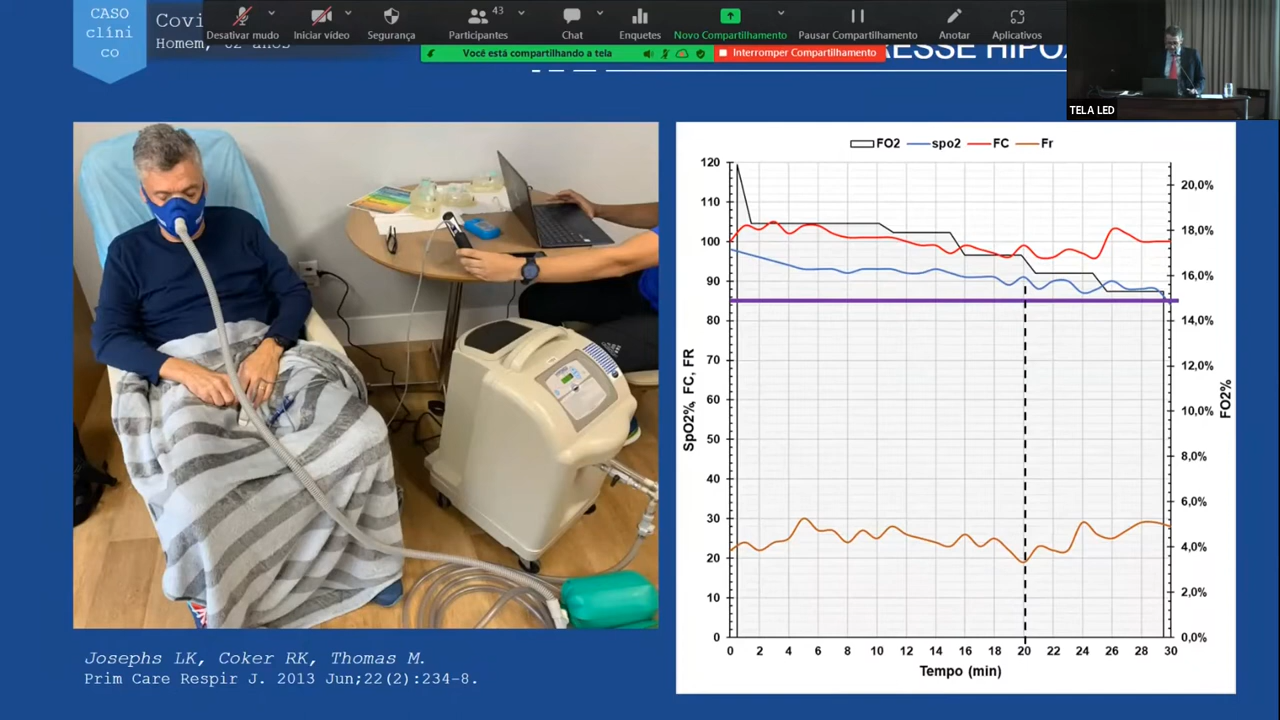 CASO
clíni
co
Covi
Homem, 62 anos
Desativar mudo
Iniciar vídeo
Segurança
43
Participantes
Chat
Enquetes
Novo Compartilhamento
Pausar Compartilhamento
Anotar
Aplicativos
Você está compartilhando a tela
Interromper Compartilhamento
TELA LED
FO2
spo2
FC
Fr
120
110
100
90
80
70
60
50
40
30
20
10
0
SpO2%, FC, FR
20,0%
18,0%
16,0%
14,0%
12,0%
10,0%
8,0%
6,0%
4,0%
2,0%
0,0%
FO2%
0 2 4 6 8 10 12 14 16 18 20 22 24 26 28 30
Tempo (min)
Josephs LK, Coker RK, Thomas M.
Prim Care Respir J. 2013 Jun;22(2):234-8.